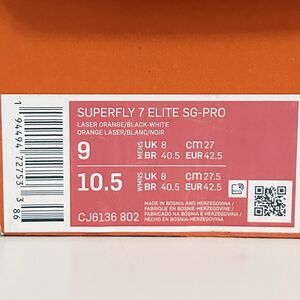 SUPERFLY 7 ELITE SG-PRO
LASER ORANGE/BLACK-WHITE
ORANGE LASER/BLANC/NOIR
9 MENS UK 8 CM 27
BR 40.5 EUR 42.5
10.5 WMNS UK 8 CM 27.5
BR 40.5 EUR 42.5
CJ6136 802
MADE IN BOSNIA AND HERZEGOVINA /
FABRIQUE EN BOSNIE-HERZEGOVINE /
FABRICADO NA BÓSNIA E HERZEGOVINA /
HECHO EN BOSNIA-HERZEGOVINA
1 94494 72753 3 86